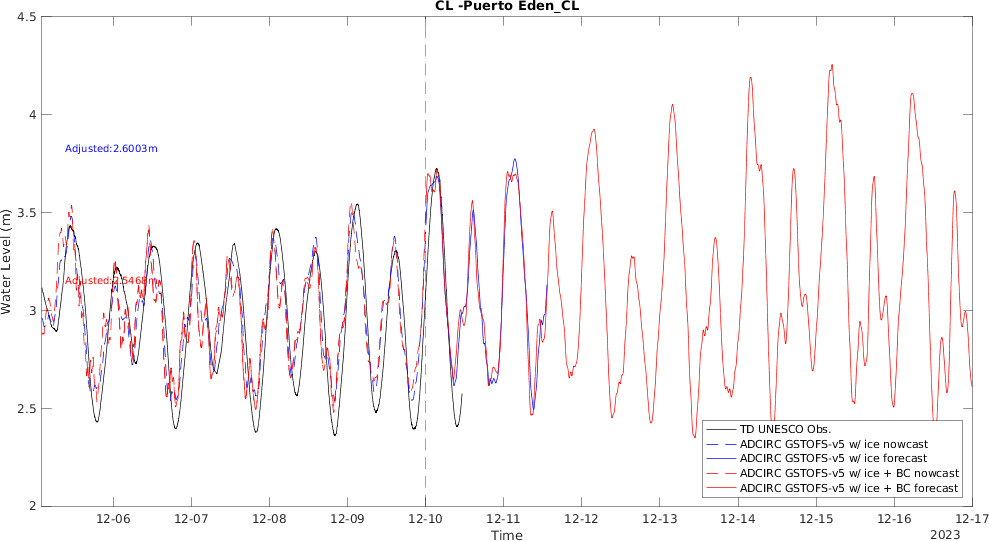 CL -Puerto Eden_CL
4.5
4
3.5
3
2.5
2
Water Level (m)
Adjusted:2.6003m
Adjusted:2.5468m
TD UNESCO Obs.
ADCIRC GSTOFS-v5 w/ ice nowcast
ADCIRC GSTOFS-v5 w/ ice forecast
ADCIRC GSTOFS-v5 w/ ice + BC nowcast
ADCIRC GSTOFS-v5 w/ ice + BC forecast
12-06 12-07 12-08 12-09 12-10 12-11 12-12 12-13 12-14 12-15 12-16 12-17
Time
2023